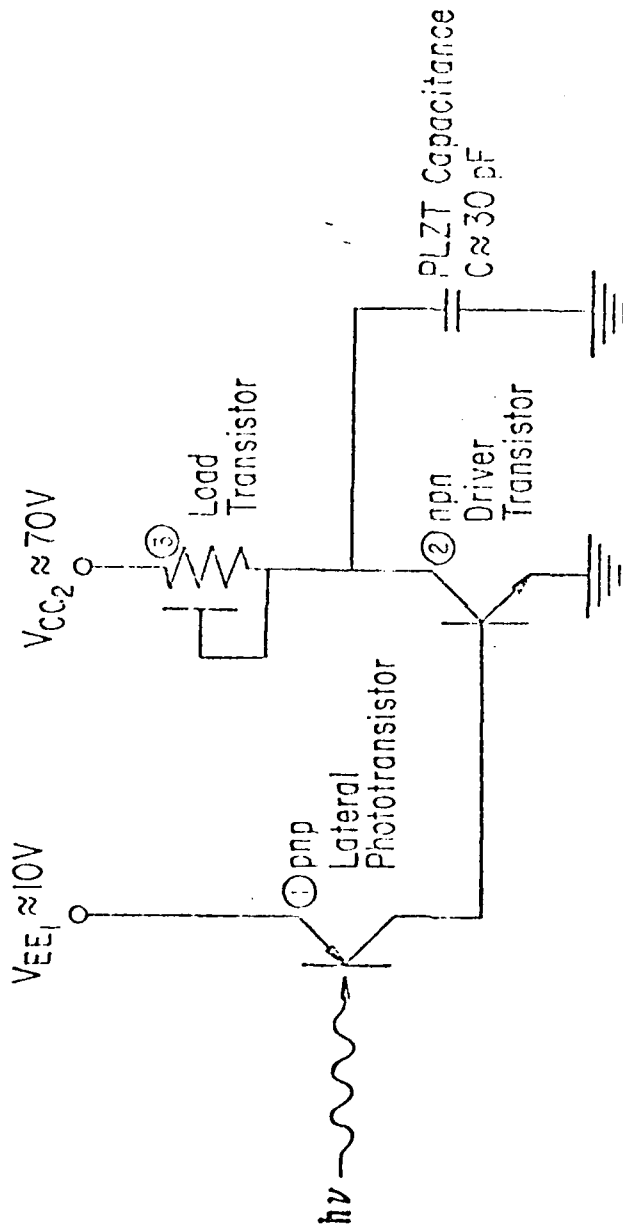 V_EE1 ≈ 10V
V_CC2 ≈ 70V
③
Load
Transistor
① pnp
Lateral
Phototransistor
② npn
Driver
Transistor
PLZT Capacitance
C ≈ 30 pF
hν